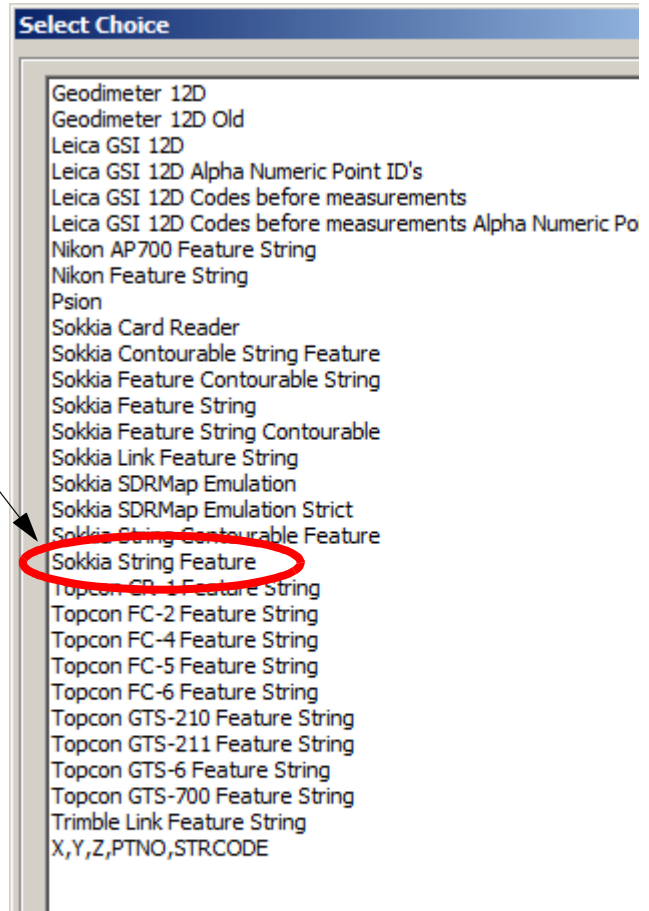 Select Choice
Geodimeter 12D
Geodimeter 12D Old
Leica GSI 12D
Leica GSI 12D Alpha Numeric Point ID's
Leica GSI 12D Codes before measurements
Leica GSI 12D Codes before measurements Alpha Numeric Po
Nikon AP700 Feature String
Nikon Feature String
Psion
Sokkia Card Reader
Sokkia Contourable String Feature
Sokkia Feature Contourable String
Sokkia Feature String
Sokkia Feature String Contourable
Sokkia Link Feature String
Sokkia SDRMap Emulation
Sokkia SDRMap Emulation Strict
Sokkia String Contourable Feature
Sokkia String Feature
Topcon CR-1 Feature String
Topcon FC-2 Feature String
Topcon FC-4 Feature String
Topcon FC-5 Feature String
Topcon FC-6 Feature String
Topcon GTS-210 Feature String
Topcon GTS-211 Feature String
Topcon GTS-6 Feature String
Topcon GTS-700 Feature String
Trimble Link Feature String
X,Y,Z,PTNO,STRCODE